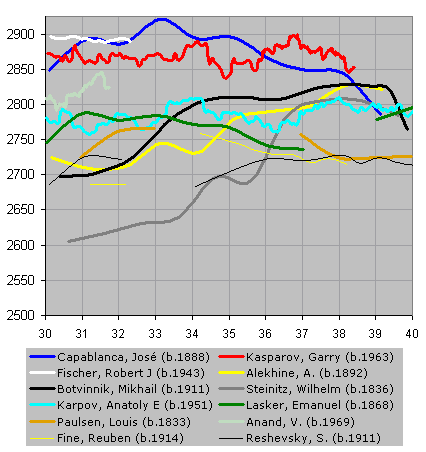 2900
2850
2800
2750
2700
2650
2600
2550
2500
30 31 32 33 34 35 36 37 38 39 40
Capablanca, José (b.1888) Kasparov, Garry (b.1963)
Fischer, Robert J (b.1943) Alekhine, A. (b.1892)
Botvinnik, Mikhail (b.1911) Steinitz, Wilhelm (b.1836)
Karpov, Anatoly E (b.1951) Lasker, Emanuel (b.1868)
Paulsen, Louis (b.1833) Anand, V. (b.1969)
Fine, Reuben (b.1914) Reshevsky, S. (b.1911)